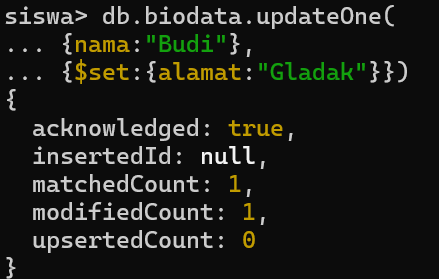 siswa> db.biodata.updateOne(
... {nama:"Budi"},
... {$set:{alamat:"Gladak"}})
{
  acknowledged: true,
  insertedId: null,
  matchedCount: 1,
  modifiedCount: 1,
  upsertedCount: 0
}